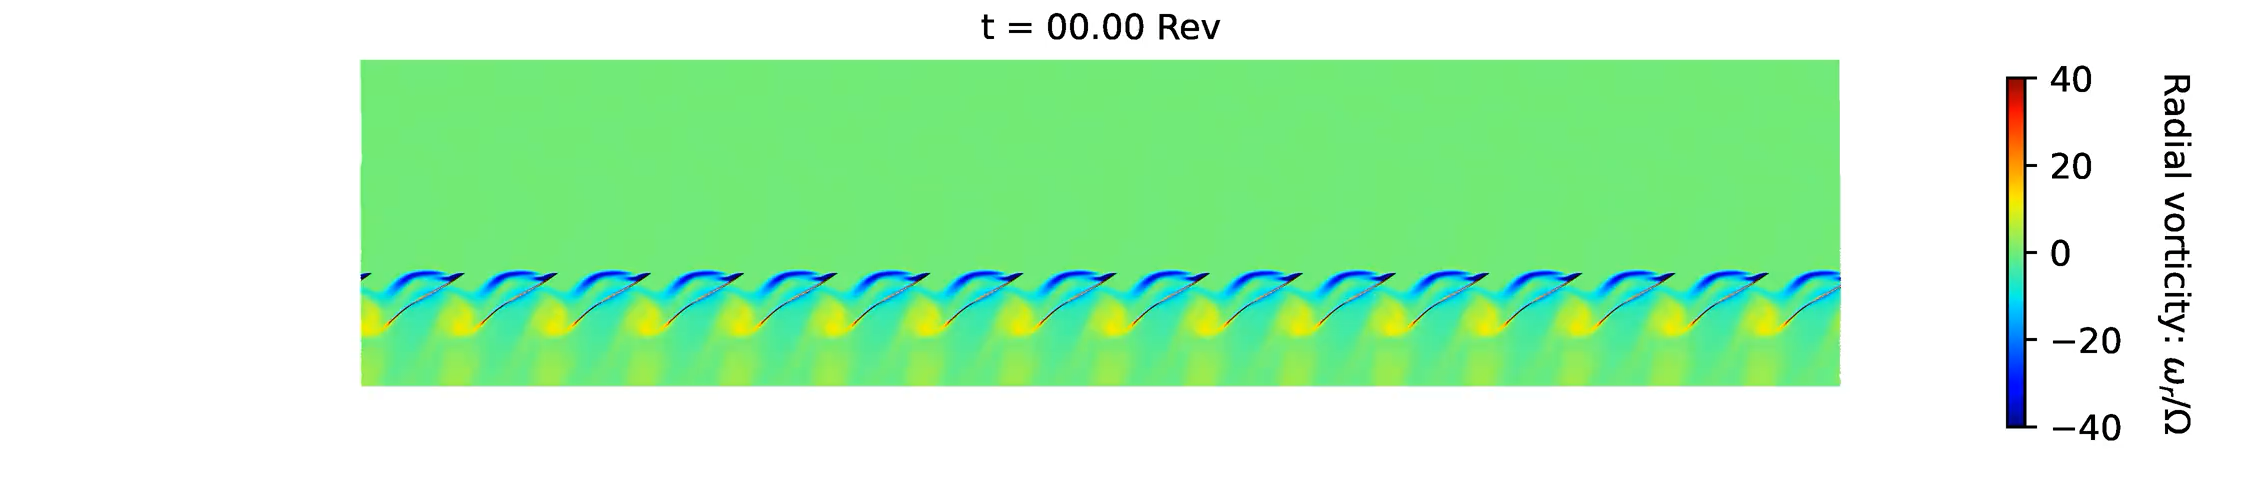 t = 00.00 Rev
40
20
0
−20
−40
Radial vorticity: ωr/Ω